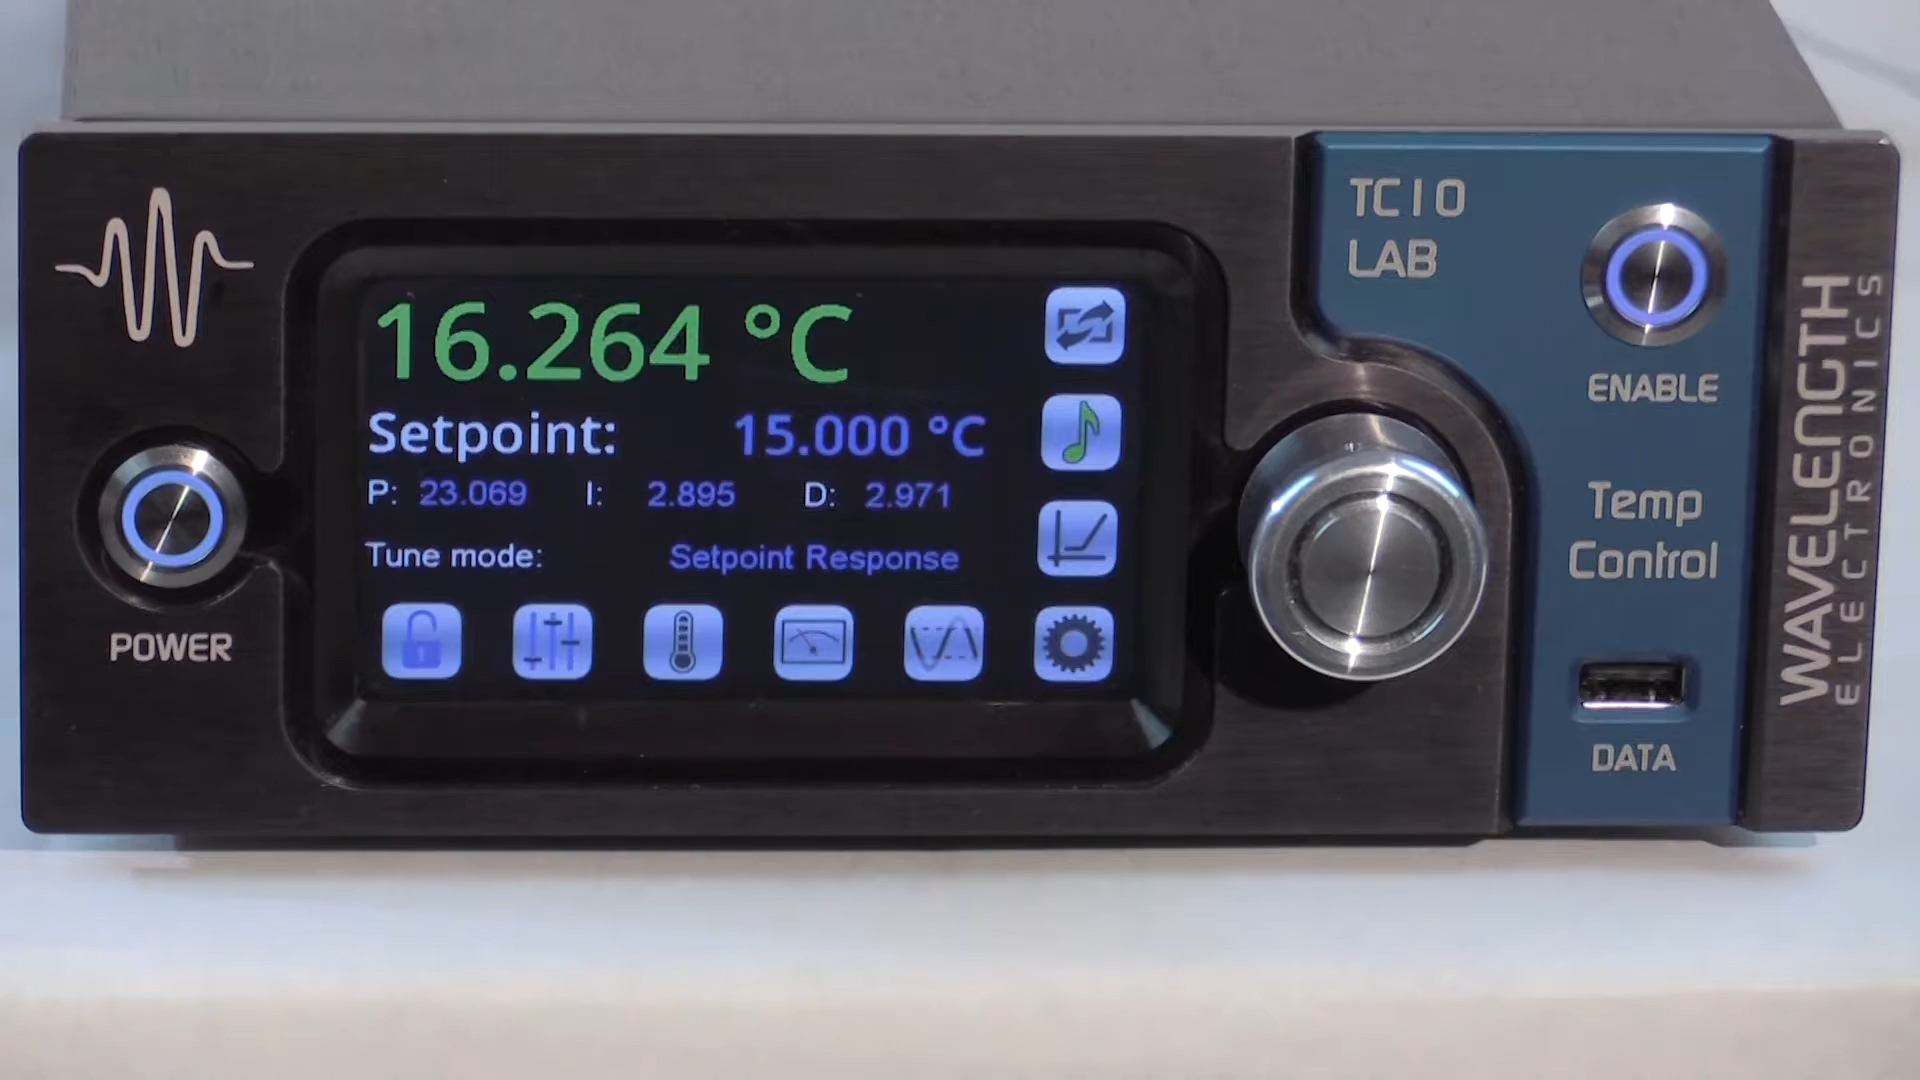 16.264 °C
Setpoint: 15.000 °C
P: 23.069 I: 2.895 D: 2.971
Tune mode: Setpoint Response
POWER
TC10
LAB
ENABLE
Temp
Control
DATA
WAVELENGTH
ELECTRONICS